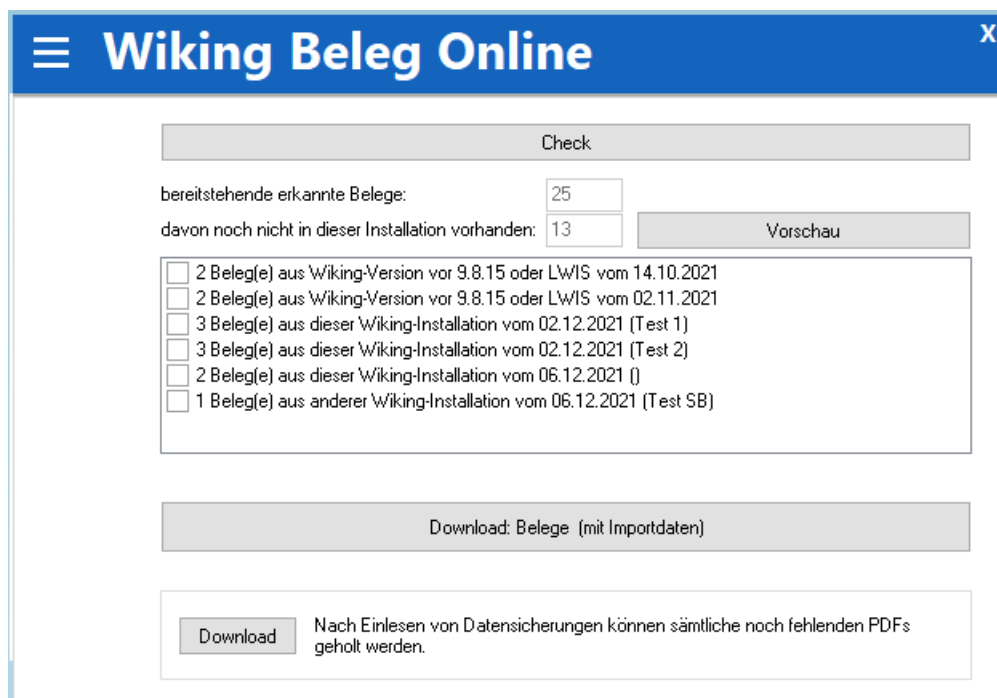 Wiking Beleg Online
X
Check
bereitstehende erkannte Belege: 25
davon noch nicht in dieser Installation vorhanden: 13 Vorschau
2 Beleg(e) aus Wiking-Version vor 9.8.15 oder LWIS vom 14.10.2021
2 Beleg(e) aus Wiking-Version vor 9.8.15 oder LWIS vom 02.11.2021
3 Beleg(e) aus dieser Wiking-Installation vom 02.12.2021 (Test 1)
3 Beleg(e) aus dieser Wiking-Installation vom 02.12.2021 (Test 2)
2 Beleg(e) aus dieser Wiking-Installation vom 06.12.2021 ()
1 Beleg(e) aus anderer Wiking-Installation vom 06.12.2021 (Test SB)
Download: Belege (mit Importdaten)
Download
Nach Einlesen von Datensicherungen können sämtliche noch fehlenden PDFs
geholt werden.